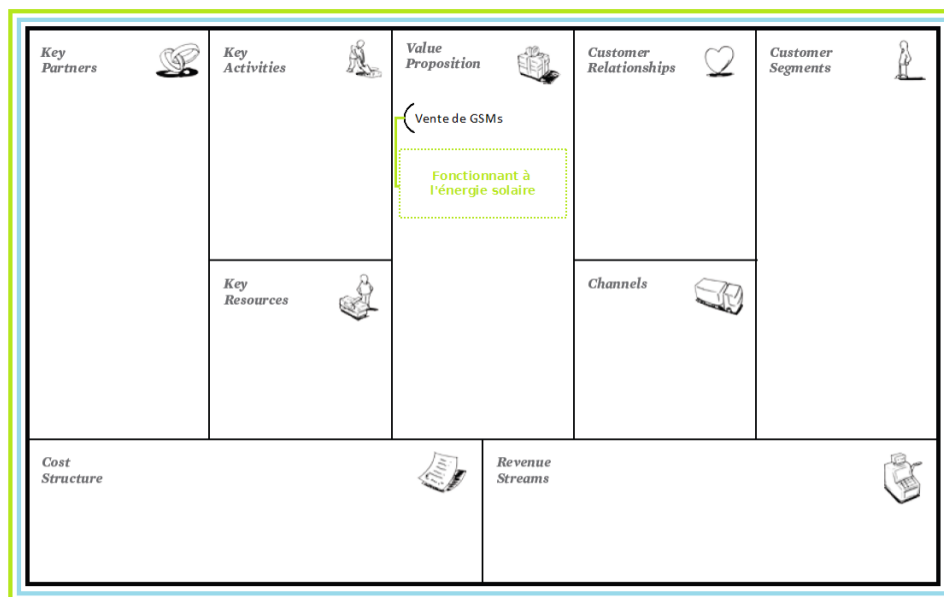 Key
Partners
Key
Activities
Value
Proposition
Customer
Relationships
Customer
Segments
Vente de GSMs
Fonctionnant à
l'énergie solaire
Key
Resources
Channels
Cost
Structure
Revenue
Streams